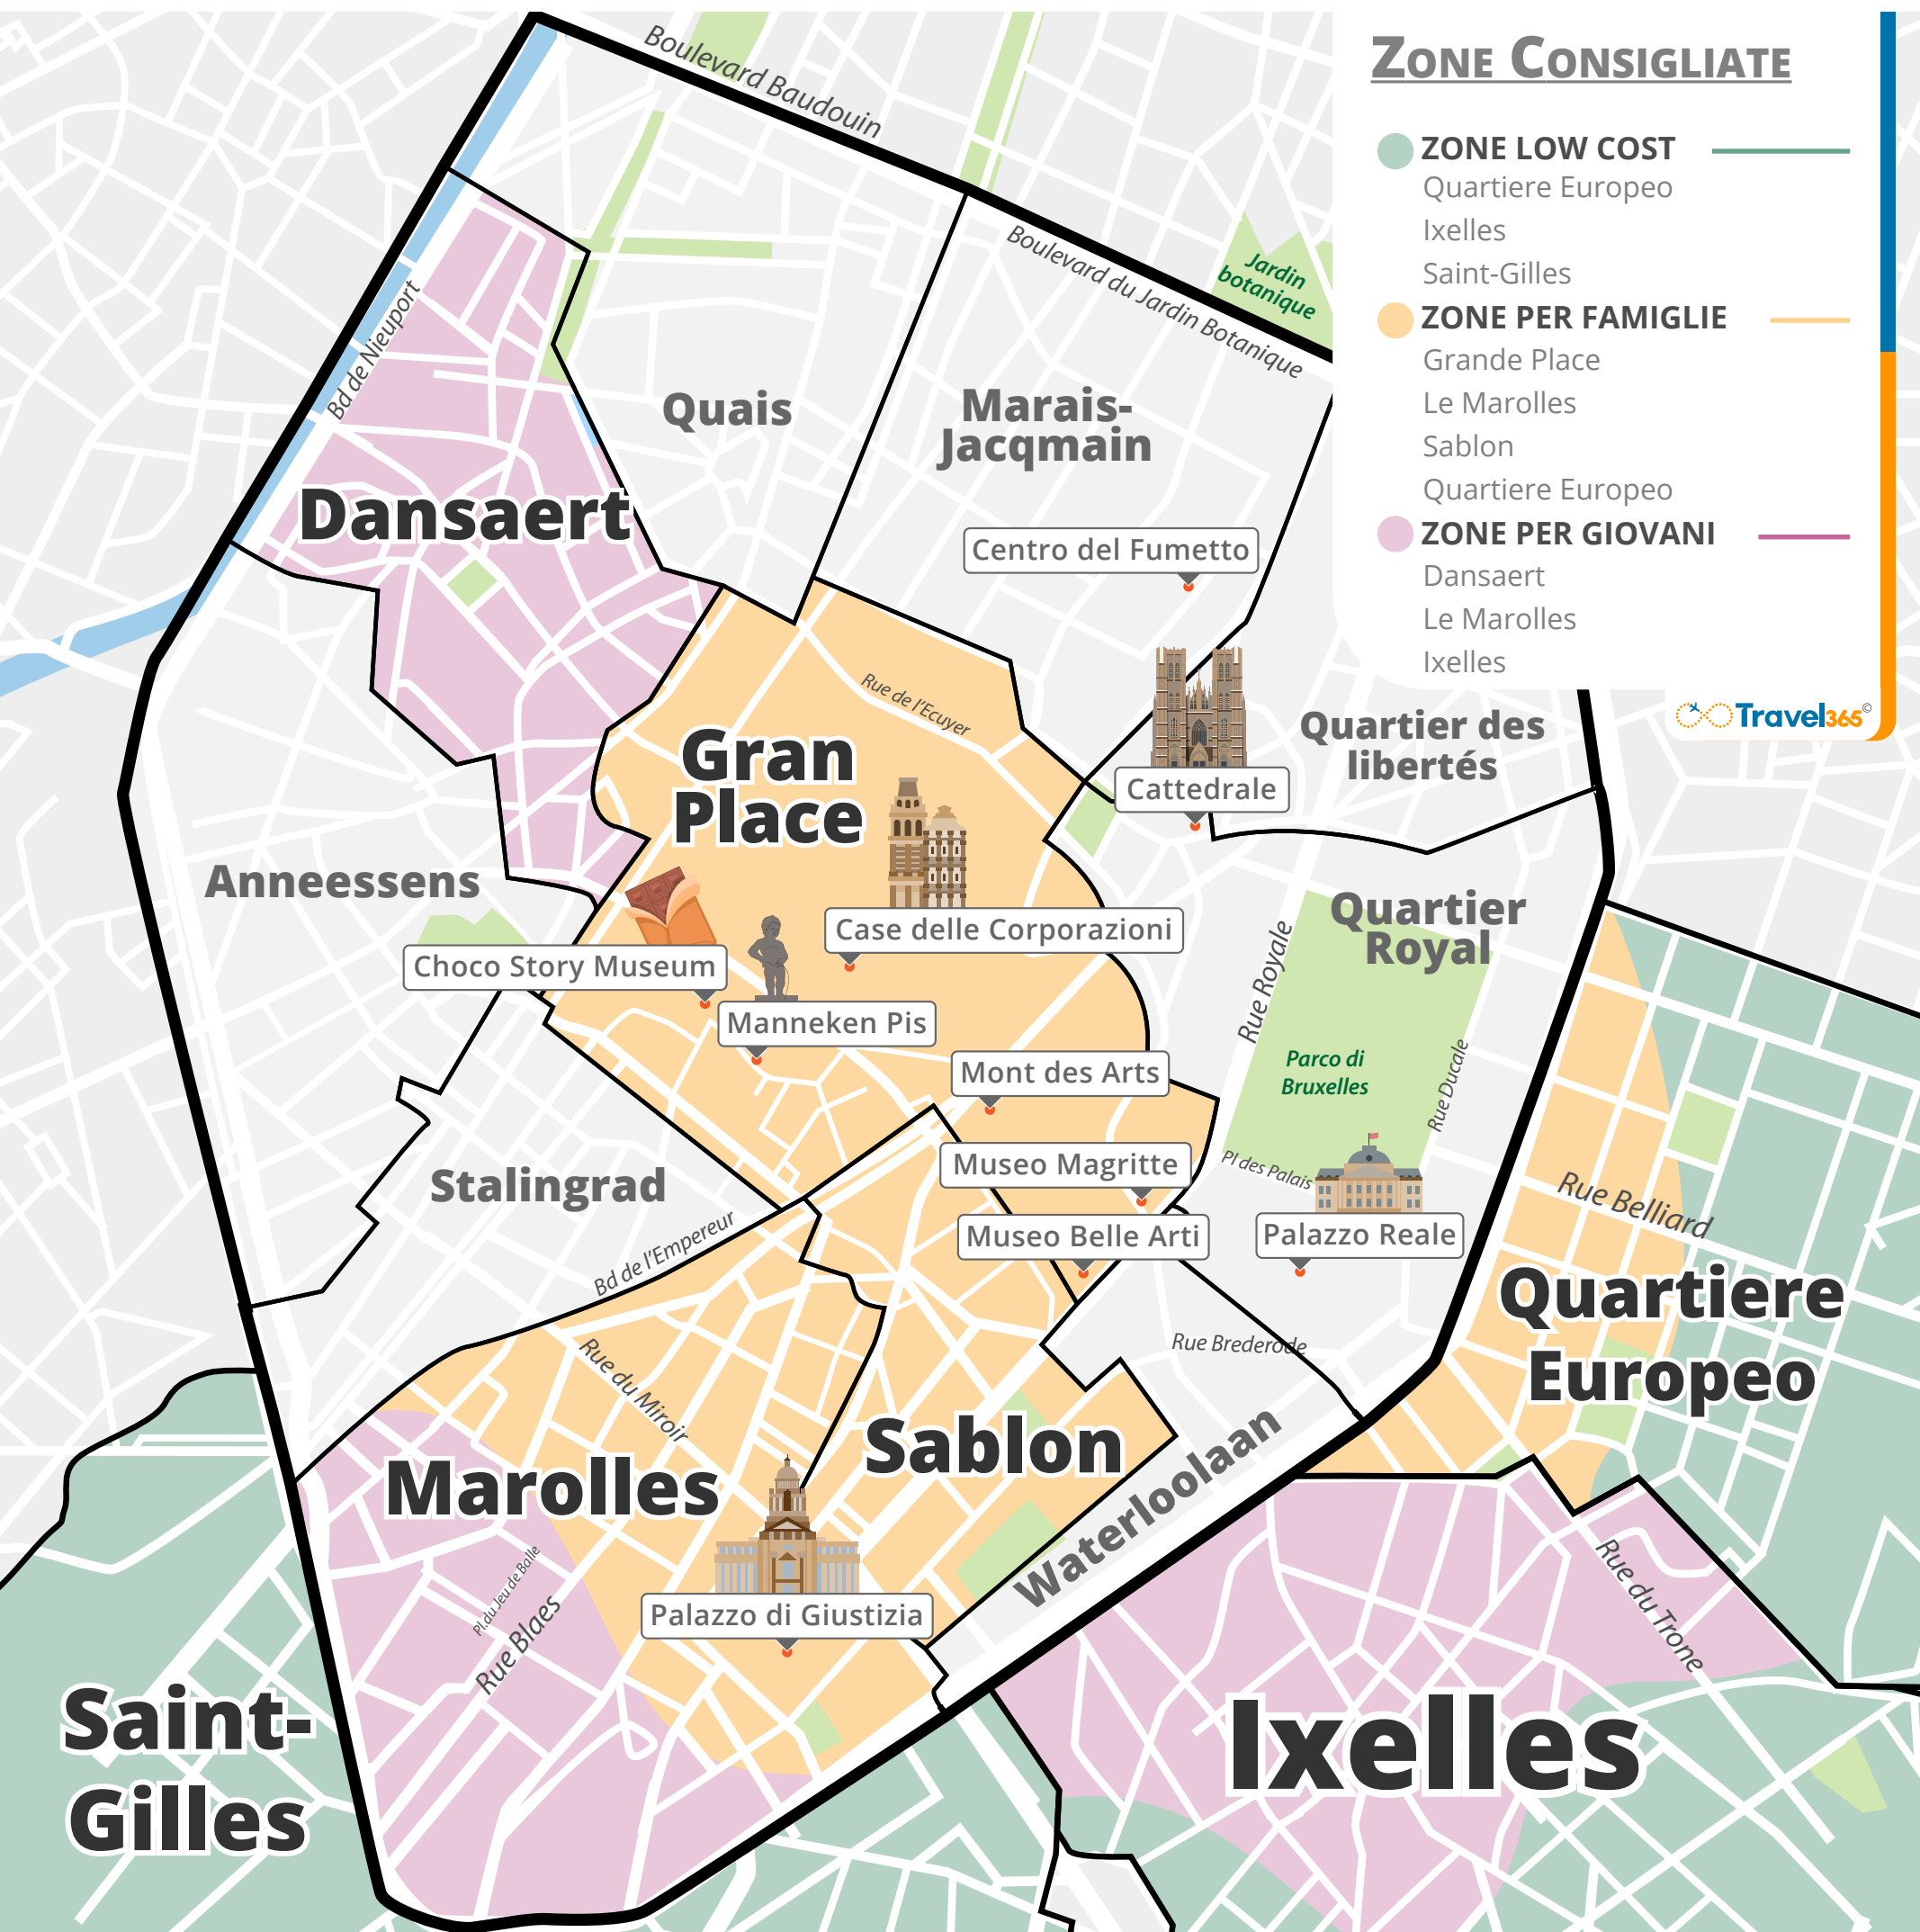 Zone Consigliate
ZONE LOW COST
Quartiere Europeo
Ixelles
Saint-Gilles
ZONE PER FAMIGLIE
Grande Place
Le Marolles
Sablon
Quartiere Europeo
ZONE PER GIOVANI
Dansaert
Le Marolles
Ixelles
Travel365©
Boulevard Baudouin
Boulevard du Jardin Botanique
Jardin
botanique
Bd de Nieuport
Quais
Marais-
Jacqmain
Dansaert
Centro del Fumetto
Rue de l'Ecuyer
Gran
Place
Quartier des
libertés
Cattedrale
Anneessens
Case delle Corporazioni
Quartier
Royal
Choco Story Museum
Rue Royale
Manneken Pis
Mont des Arts
Parco di
Bruxelles
Rue Ducale
Museo Magritte
Pl des Palais
Stalingrad
Rue Belliard
Bd de l'Empereur
Museo Belle Arti
Palazzo Reale
Quartiere
Europeo
Rue Brederode
Rue du Miroir
Sablon
Marolles
Waterloolaan
Pl.du Jeu de Balle
Rue Blaes
Palazzo di Giustizia
Rue du Trone
Saint-
Gilles
Ixelles